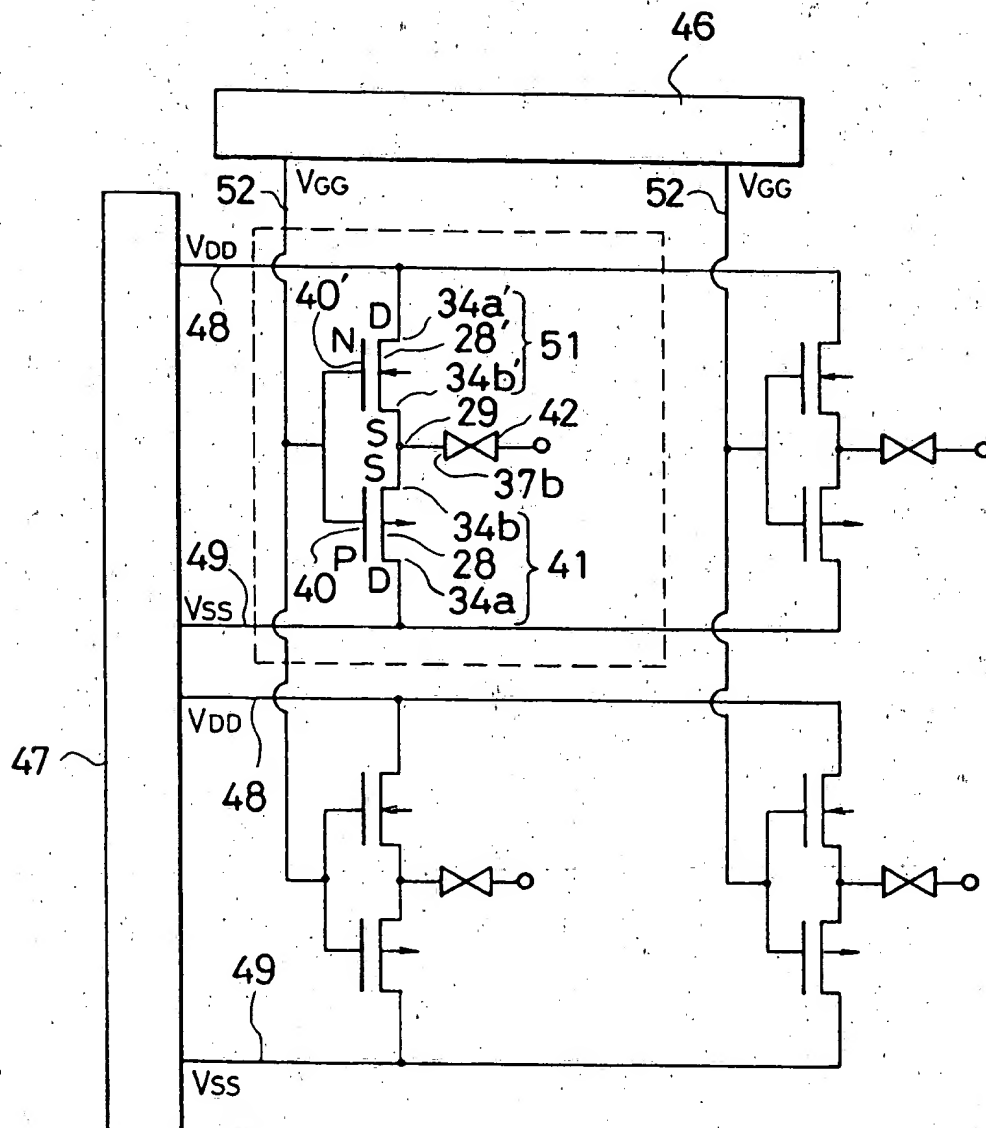 46
52 VGG 52 VGG
VDD
48
40' D 34a'
N 28' 51
34b'
S 29 42
S 37b
34b
40 P 28 41
D 34a
49
VSS
VDD
47
48
49
VSS